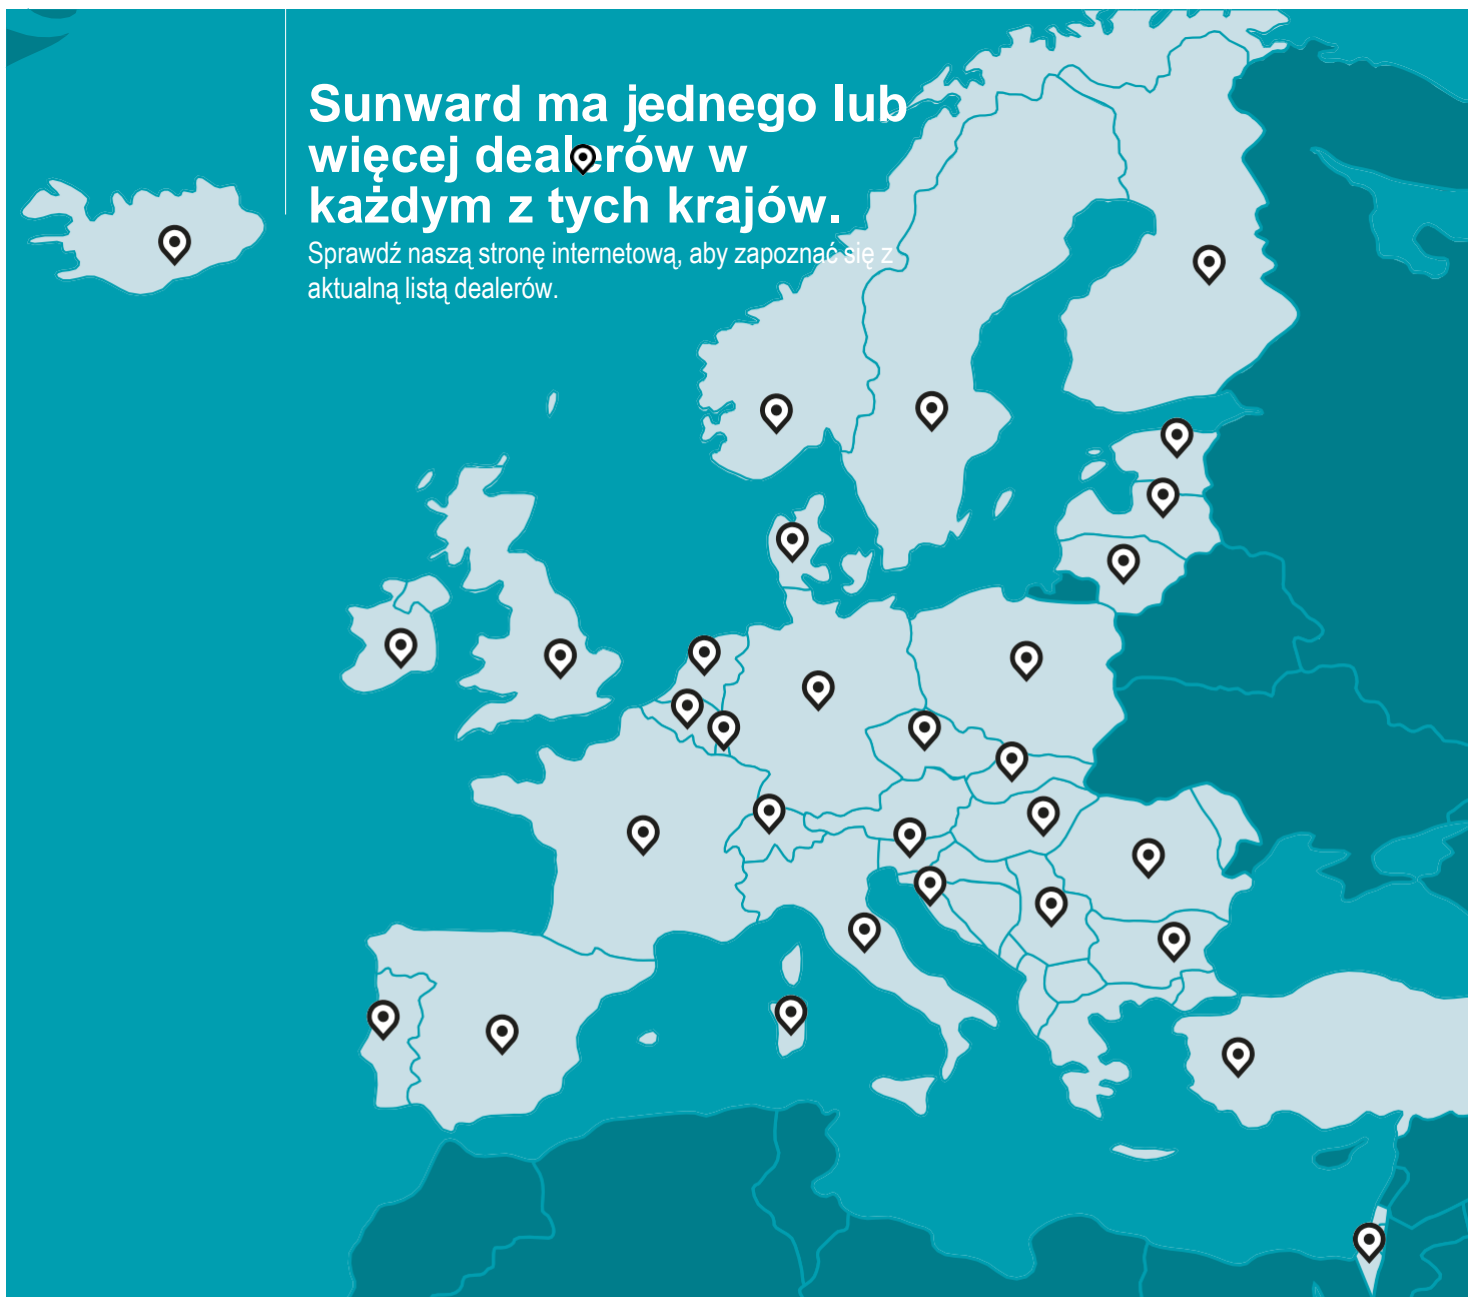 Sunward ma jednego lub
więcej dealerów w
każdym z tych krajów.
Sprawdź naszą stronę internetową, aby zapoznać się z
aktualną listą dealerów.